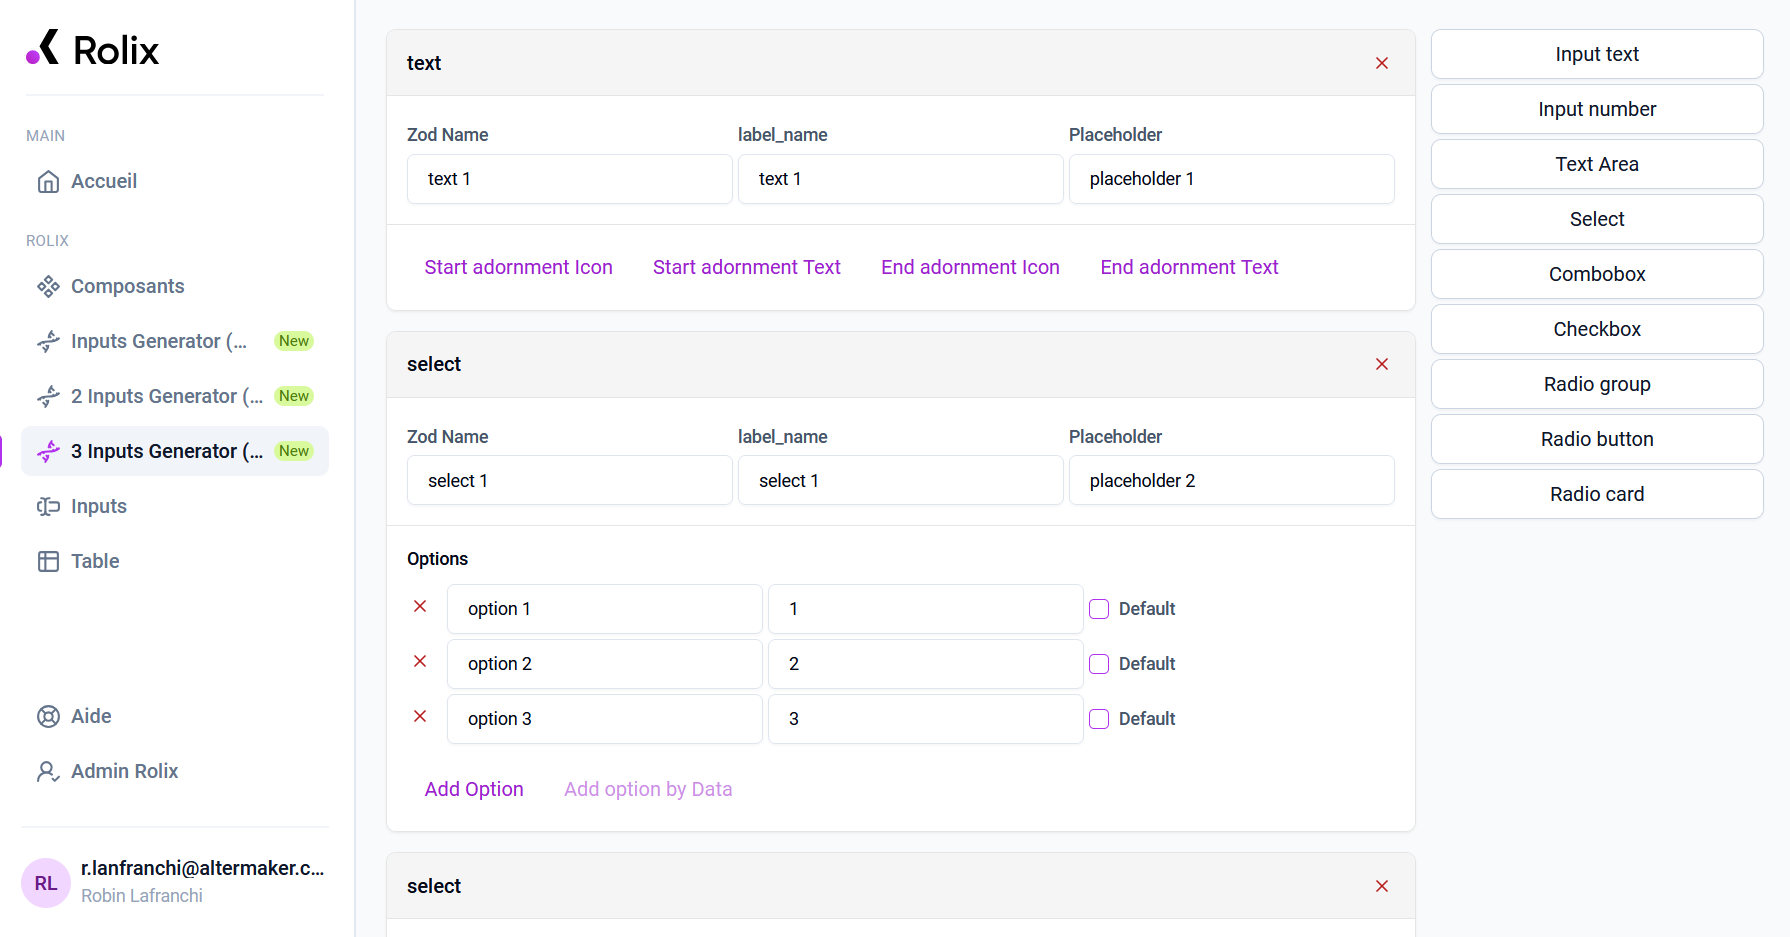 Rolix
MAIN
Accueil
ROLIX
Composants
Inputs Generator (... New
2 Inputs Generator (... New
3 Inputs Generator (... New
Inputs
Table
Aide
Admin Rolix
RL
r.lanfranchi@altermaker.c...
Robin Lafranchi
text
Zod Name label_name Placeholder
text 1 text 1 placeholder 1
Start adornment Icon Start adornment Text End adornment Icon End adornment Text
select
Zod Name label_name Placeholder
select 1 select 1 placeholder 2
Options
option 1 1 Default
option 2 2 Default
option 3 3 Default
Add Option Add option by Data
select
Input text
Input number
Text Area
Select
Combobox
Checkbox
Radio group
Radio button
Radio card